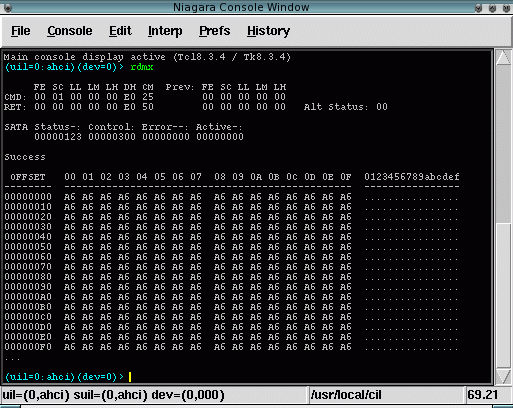 Niagara Console Window
File Console Edit Interp Prefs History
Main console display active (Tcl8.3.4 / Tk8.3.4)
(uil=0:ahci)(dev=0)> rdmx
FE SC LL LM LH DH CM Prev: FE SC LL LM LH
CMD: 00 01 00 00 00 E0 25 00 00 00 00 00
RET: 00 00 00 00 00 E0 50 00 00 00 00 00 Alt Status: 00
SATA Status-: Control: Error--: Active-:
00000123 00000300 00000000 00000000
Success
OFFSET 00 01 02 03 04 05 06 07 08 09 0A 0B 0C 0D 0E 0F 0123456789abcdef
00000000 A6 A6 A6 A6 A6 A6 A6 A6 A6 A6 A6 A6 A6 A6 A6 A6 ................
00000010 A6 A6 A6 A6 A6 A6 A6 A6 A6 A6 A6 A6 A6 A6 A6 A6 ................
00000020 A6 A6 A6 A6 A6 A6 A6 A6 A6 A6 A6 A6 A6 A6 A6 A6 ................
00000030 A6 A6 A6 A6 A6 A6 A6 A6 A6 A6 A6 A6 A6 A6 A6 A6 ................
00000040 A6 A6 A6 A6 A6 A6 A6 A6 A6 A6 A6 A6 A6 A6 A6 A6 ................
00000050 A6 A6 A6 A6 A6 A6 A6 A6 A6 A6 A6 A6 A6 A6 A6 A6 ................
00000060 A6 A6 A6 A6 A6 A6 A6 A6 A6 A6 A6 A6 A6 A6 A6 A6 ................
00000070 A6 A6 A6 A6 A6 A6 A6 A6 A6 A6 A6 A6 A6 A6 A6 A6 ................
00000080 A6 A6 A6 A6 A6 A6 A6 A6 A6 A6 A6 A6 A6 A6 A6 A6 ................
00000090 A6 A6 A6 A6 A6 A6 A6 A6 A6 A6 A6 A6 A6 A6 A6 A6 ................
000000A0 A6 A6 A6 A6 A6 A6 A6 A6 A6 A6 A6 A6 A6 A6 A6 A6 ................
000000B0 A6 A6 A6 A6 A6 A6 A6 A6 A6 A6 A6 A6 A6 A6 A6 A6 ................
000000C0 A6 A6 A6 A6 A6 A6 A6 A6 A6 A6 A6 A6 A6 A6 A6 A6 ................
000000D0 A6 A6 A6 A6 A6 A6 A6 A6 A6 A6 A6 A6 A6 A6 A6 A6 ................
000000E0 A6 A6 A6 A6 A6 A6 A6 A6 A6 A6 A6 A6 A6 A6 A6 A6 ................
000000F0 A6 A6 A6 A6 A6 A6 A6 A6 A6 A6 A6 A6 A6 A6 A6 A6 ................
...
(uil=0:ahci)(dev=0)>
uil=(0,ahci) suil=(0,ahci) dev=(0,000) /usr/local/cil 69.21